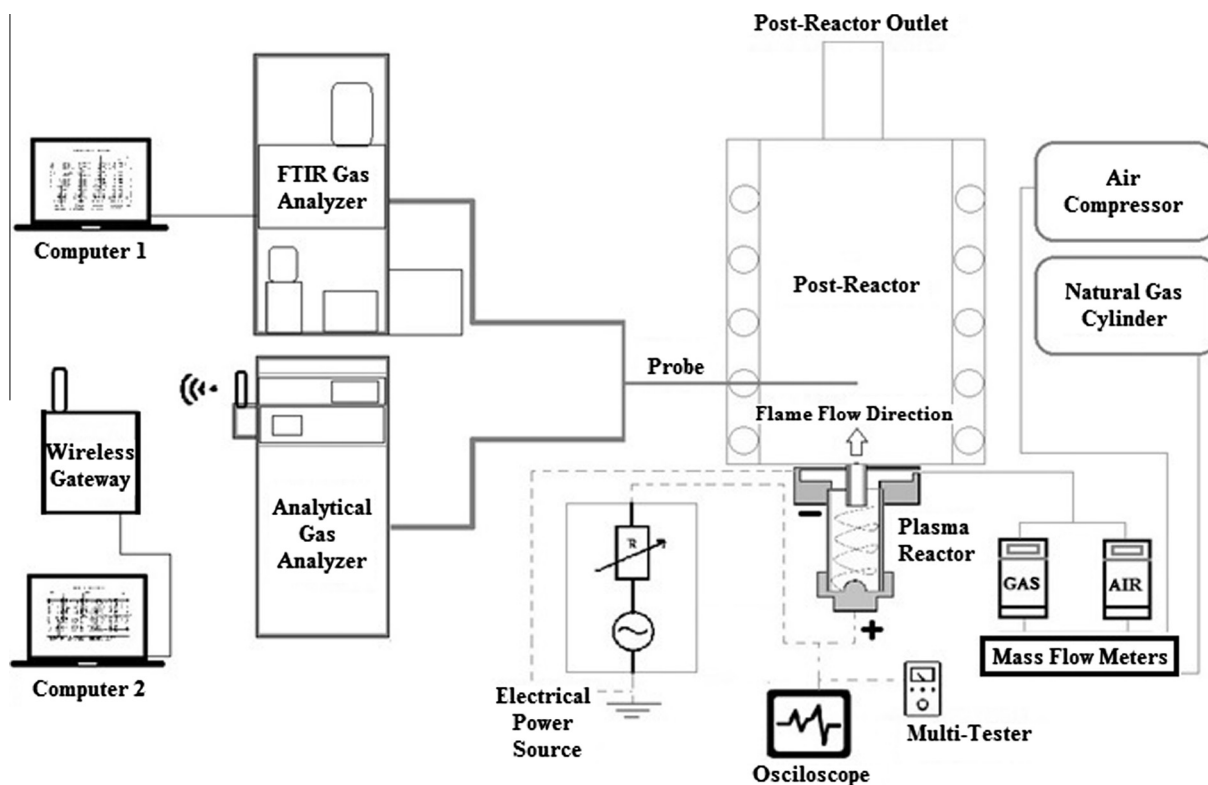 Post-Reactor Outlet
FTIR Gas
Analyzer
Computer 1
Air
Compressor
Post-Reactor
Natural Gas
Cylinder
Probe
Flame Flow Direction
Wireless
Gateway
Analytical
Gas
Analyzer
R
Plasma
Reactor
GAS
AIR
Mass Flow Meters
Computer 2
Electrical
Power
Source
Multi-Tester
Osciloscope